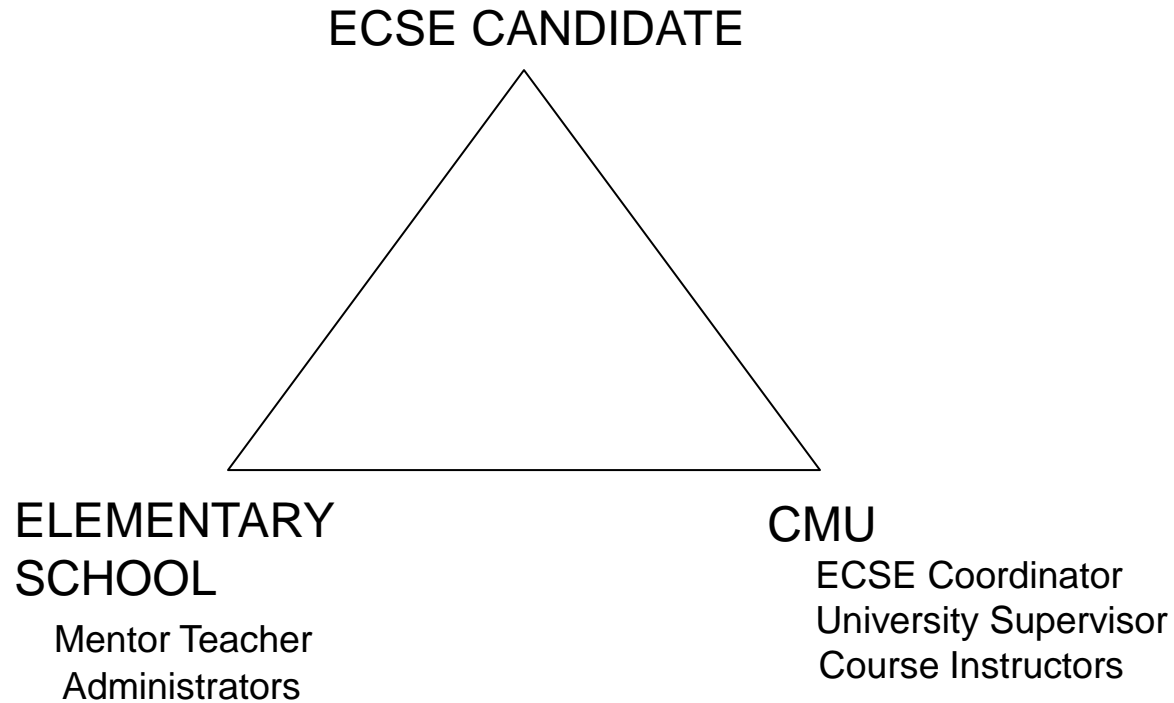 ECSE CANDIDATE
ELEMENTARY
SCHOOL
Mentor Teacher
Administrators
CMU
ECSE Coordinator
University Supervisor
Course Instructors